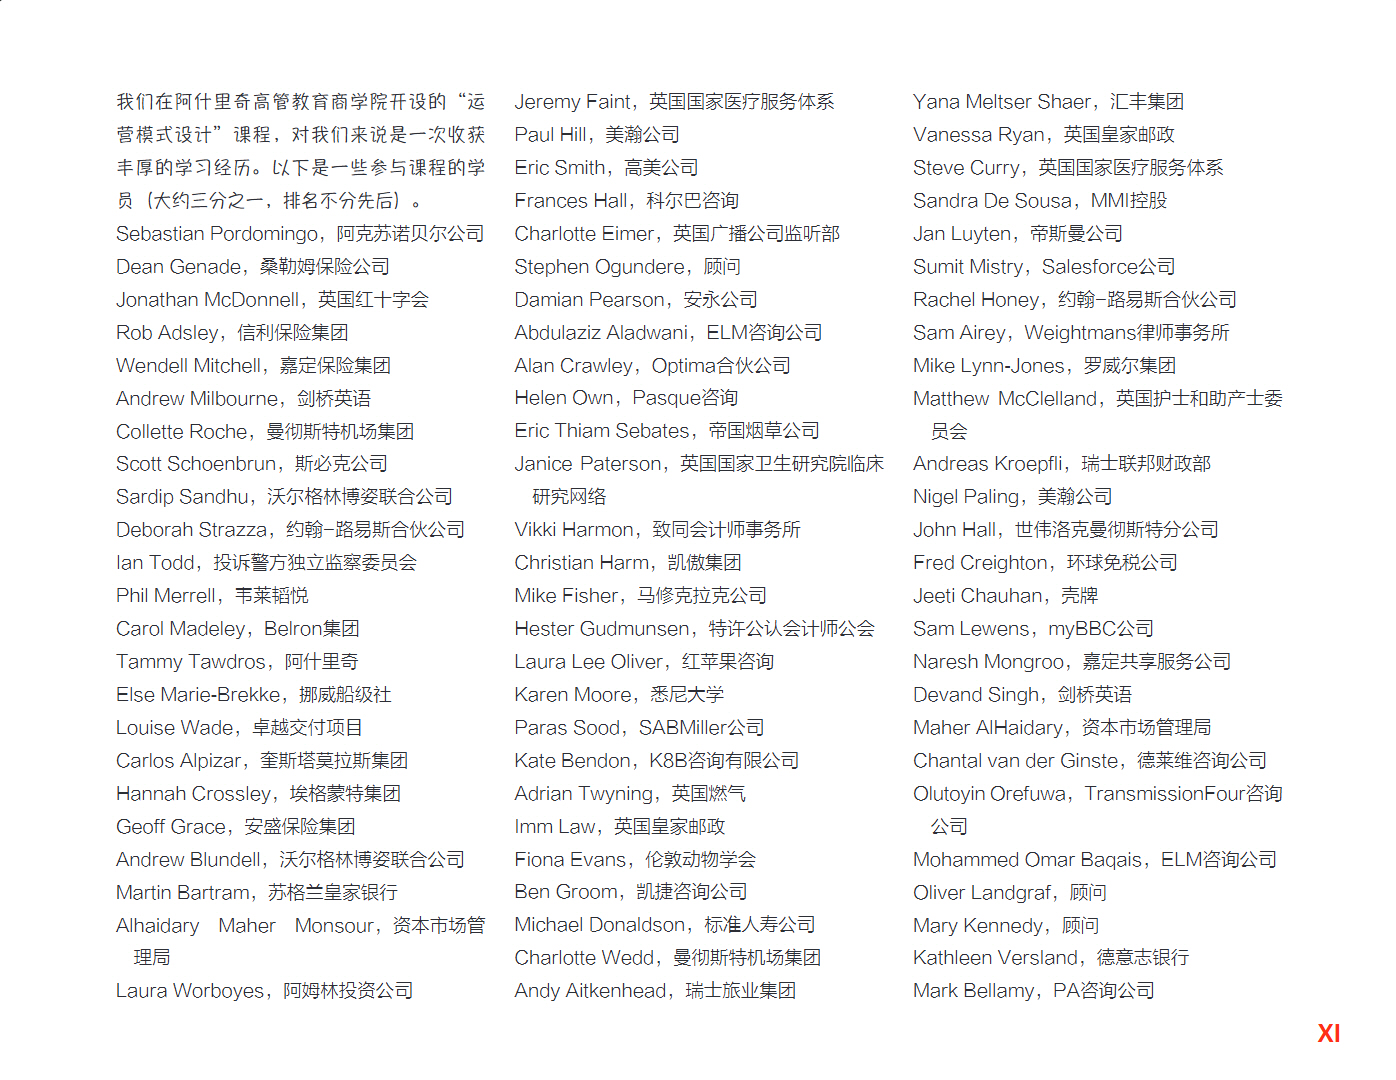 我们在阿什里奇高管教育商学院开设的“运
营模式设计”课程，对我们来说是一次收获
丰厚的学习经历。以下是一些参与课程的学
员（大约三分之一，排名不分先后）。
Sebastian Pordomingo，阿克苏诺贝尔公司
Dean Genade，桑勒姆保险公司
Jonathan McDonnell，英国红十字会
Rob Adsley，信利保险集团
Wendell Mitchell，嘉定保险集团
Andrew Milbourne，剑桥英语
Collette Roche，曼彻斯特机场集团
Scott Schoenbrun，斯必克公司
Sardip Sandhu，沃尔格林博姿联合公司
Deborah Strazza，约翰-路易斯合伙公司
Ian Todd，投诉警方独立监察委员会
Phil Merrell，韦莱韬悦
Carol Madeley，Belron集团
Tammy Tawdros，阿什里奇
Else Marie-Brekke，挪威船级社
Louise Wade，卓越交付项目
Carlos Alpizar，奎斯塔莫拉斯集团
Hannah Crossley，埃格蒙特集团
Geoff Grace，安盛保险集团
Andrew Blundell，沃尔格林博姿联合公司
Martin Bartram，苏格兰皇家银行
Alhaidary Maher Monsour，资本市场管
理局
Laura Worboyes，阿姆林投资公司
Jeremy Faint，英国国家医疗服务体系
Paul Hill，美瀚公司
Eric Smith，高美公司
Frances Hall，科尔巴咨询
Charlotte Eimer，英国广播公司监听部
Stephen Ogundere，顾问
Damian Pearson，安永公司
Abdulaziz Aladwani，ELM咨询公司
Alan Crawley，Optima合伙公司
Helen Own，Pasque咨询
Eric Thiam Sebates，帝国烟草公司
Janice Paterson，英国国家卫生研究院临床
研究网络
Vikki Harmon，致同会计师事务所
Christian Harm，凯傲集团
Mike Fisher，马修克拉克公司
Hester Gudmunsen，特许公认会计师公会
Laura Lee Oliver，红苹果咨询
Karen Moore，悉尼大学
Paras Sood，SABMiller公司
Kate Bendon，K8B咨询有限公司
Adrian Twyning，英国燃气
Imm Law，英国皇家邮政
Fiona Evans，伦敦动物学会
Ben Groom，凯捷咨询公司
Michael Donaldson，标准人寿公司
Charlotte Wedd，曼彻斯特机场集团
Andy Aitkenhead，瑞士旅业集团
Yana Meltser Shaer，汇丰集团
Vanessa Ryan，英国皇家邮政
Steve Curry，英国国家医疗服务体系
Sandra De Sousa，MMI控股
Jan Luyten，帝斯曼公司
Sumit Mistry，Salesforce公司
Rachel Honey，约翰-路易斯合伙公司
Sam Airey，Weightmans律师事务所
Mike Lynn-Jones，罗威尔集团
Matthew McClelland，英国护士和助产士委
员会
Andreas Kroepfli，瑞士联邦财政部
Nigel Paling，美瀚公司
John Hall，世伟洛克曼彻斯特分公司
Fred Creighton，环球免税公司
Jeeti Chauhan，壳牌
Sam Lewens，myBBC公司
Naresh Mongroo，嘉定共享服务公司
Devand Singh，剑桥英语
Maher AlHaidary，资本市场管理局
Chantal van der Ginste，德莱维咨询公司
Olutoyin Orefuwa，TransmissionFour咨询
公司
Mohammed Omar Baqais，ELM咨询公司
Oliver Landgraf，顾问
Mary Kennedy，顾问
Kathleen Versland，德意志银行
Mark Bellamy，PA咨询公司
XI